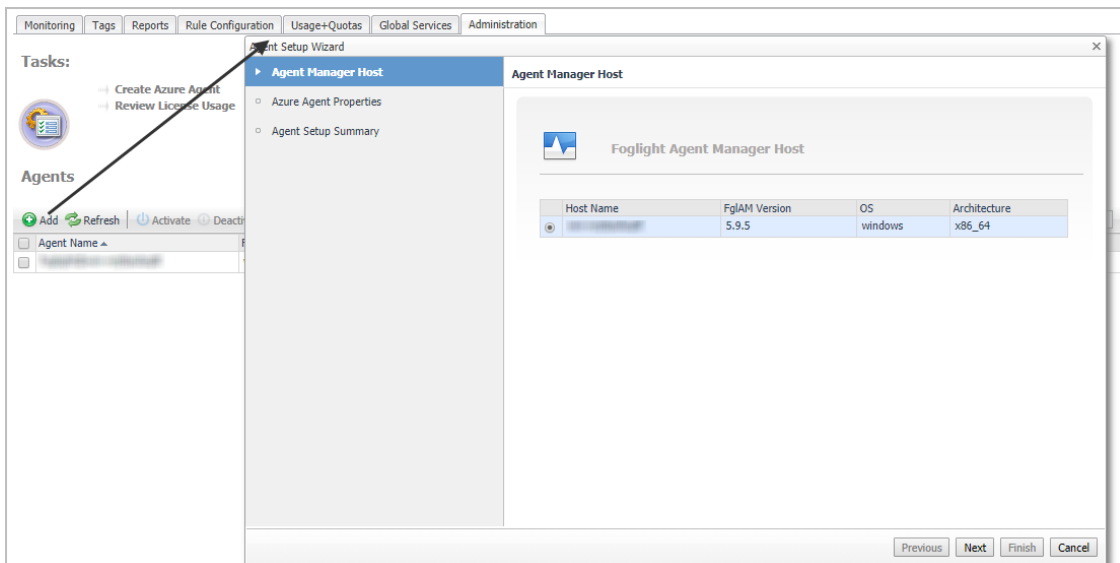 Monitoring Tags Reports Rule Configuration Usage+Quotas Global Services Administration
Tasks:
Create Azure Agent
Review License Usage
Agents
Add Refresh Activate
Agent Name
Agent Setup Wizard
Agent Manager Host
Azure Agent Properties
Agent Setup Summary
Agent Manager Host
Foglight Agent Manager Host
Host Name FglAM Version OS Architecture
5.9.5 windows x86_64
Previous Next Finish Cancel